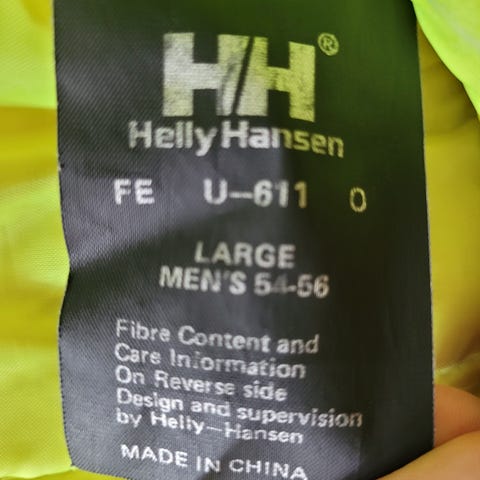 HH®
Helly Hansen
FE U-611 O
LARGE
MEN'S 54-56
Fibre Content and
Care Information
On Reverse side
Design and supervision
by Helly-Hansen
MADE IN CHINA